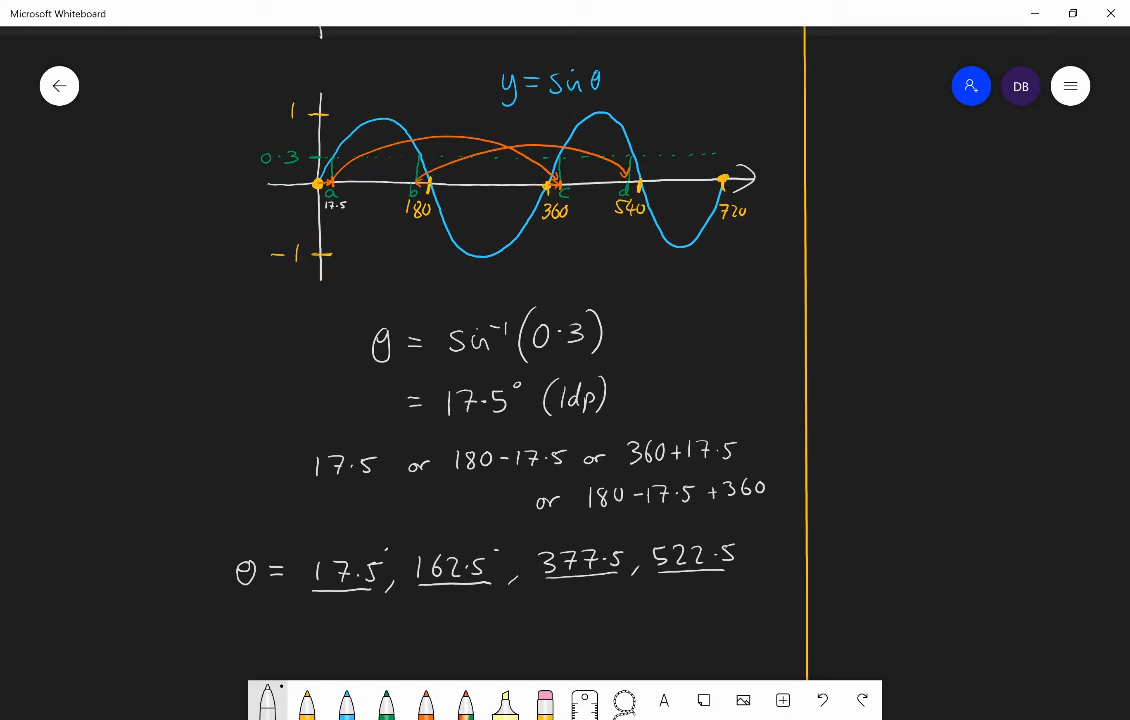 Microsoft Whiteboard
DB
y = sin θ
1
0·3
a b c d
17·5
180 360 540 720
-1
θ = sin⁻¹(0·3)
= 17·5° (1dp)
17·5 or 180-17·5 or 360+17·5
or 180-17·5+360
θ = 17·5°, 162·5°, 377·5, 522·5
A